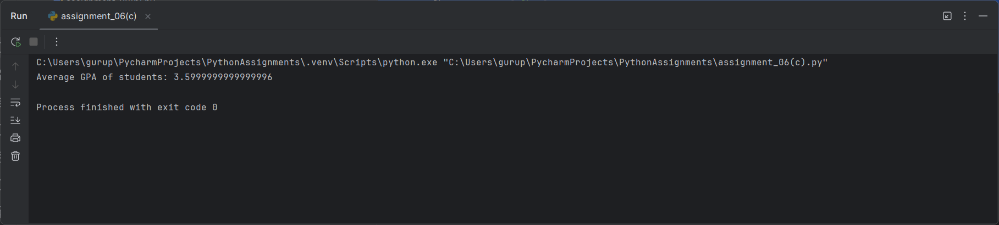 Run assignment_06(c)
C:\Users\gurup\PycharmProjects\PythonAssignments\.venv\Scripts\python.exe "C:\Users\gurup\PycharmProjects\PythonAssignments\assignment_06(c).py"
Average GPA of students: 3.5999999999999996
Process finished with exit code 0